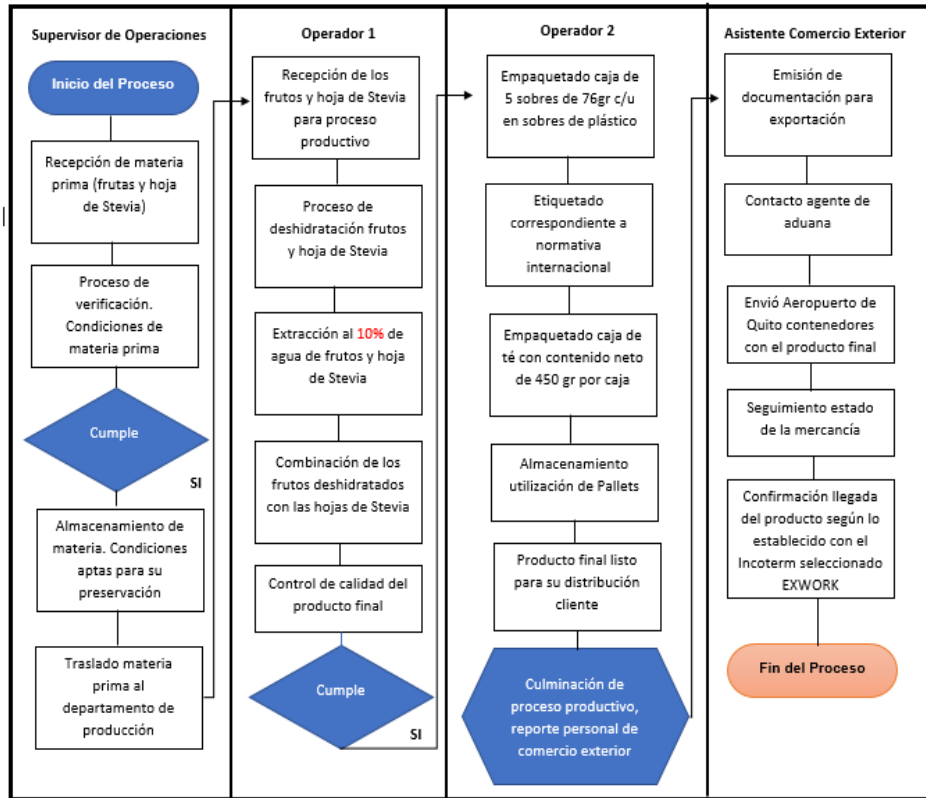 Supervisor de Operaciones
Inicio del Proceso
Recepción de materia
prima (frutas y hoja
de Stevia)
Proceso de
verificación.
Condiciones de
materia prima
Cumple
SI
Almacenamiento de
materia. Condiciones
aptas para su
preservación
Traslado materia
prima al
departamento de
producción
Operador 1
Recepción de los
frutos y hoja de Stevia
para proceso
productivo
Proceso de
deshidratación frutos
y hoja de Stevia
Extracción al 10% de
agua de frutos y hoja
de Stevia
Combinación de los
frutos deshidratados
con las hojas de Stevia
Control de calidad del
producto final
Cumple
SI
Operador 2
Empaquetado caja de
5 sobres de 76gr c/u
en sobres de plástico
Etiquetado
correspondiente a
normativa
internacional
Empaquetado caja de
té con contenido neto
de 450 gr por caja
Almacenamiento
utilización de Pallets
Producto final listo
para su distribución
cliente
Culminación de
proceso productivo,
reporte personal de
comercio exterior
Asistente Comercio Exterior
Emisión de
documentación para
exportación
Contacto agente de
aduana
Envió Aeropuerto de
Quito contenedores
con el producto final
Seguimiento estado
de la mercancía
Confirmación llegada
del producto según lo
establecido con el
Incoterm seleccionado
EXWORK
Fin del Proceso